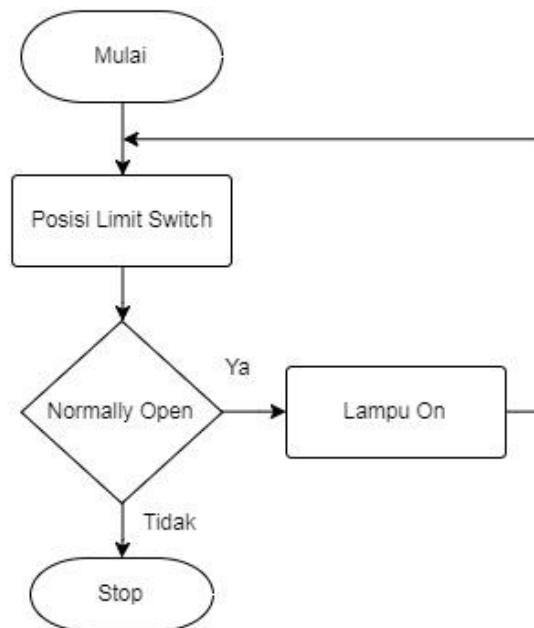 Mulai
Posisi Limit Switch
Normally Open
Ya
Lampu On
Tidak
Stop